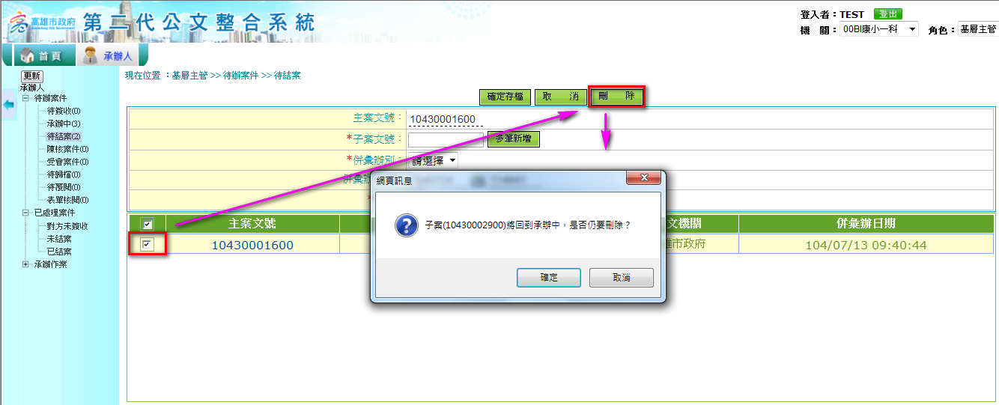 高雄市政府 第二代公文整合系統
登入者：TEST 登出
機　關： 00BI康小一科 角色： 基層主管
首頁 承辦人
更新
現在位置 ：基層主管 >> 待辦案件 >> 待結案
承辦人
待辦案件
待簽收(0)
承辦中(3)
待結案(2)
陳核案件(0)
受會案件(0)
待歸檔(0)
待覆閱(0)
表單核閱(0)
已處理案件
對方未簽收
未結案
已結案
承辦作業
確定存檔 取　消 刪　除
主案文號： 10430001600
*子案文號： 多筆新增
*併彙辦別： 請選擇
併彙辦
*
主案文號 文機關 併彙辦日期
10430001600 雄市政府 104/07/13 09:40:44
網頁訊息
子案(10430002900)將回到承辦中，是否仍要刪除？
確定 取消